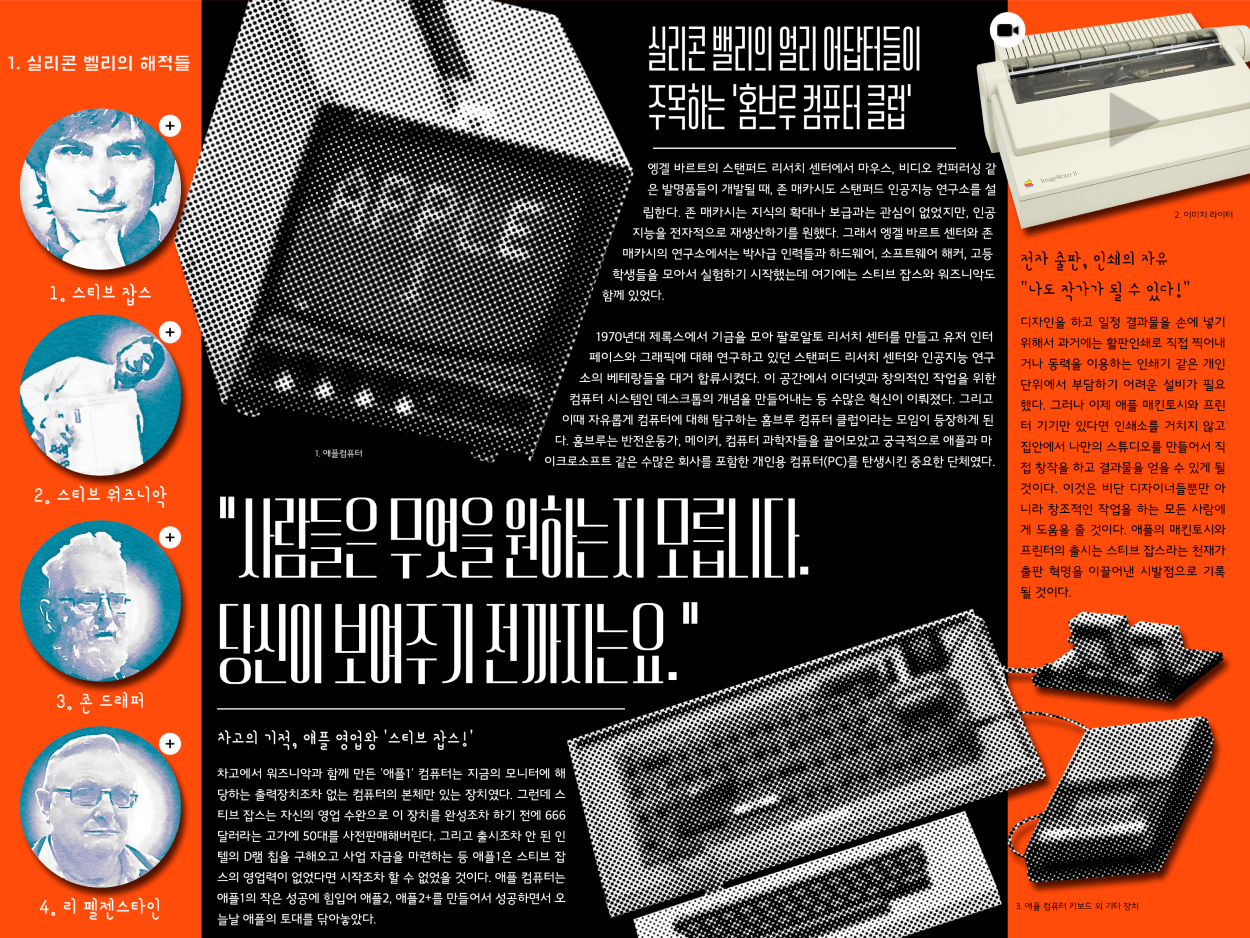 1. 실리콘 벨리의 해적들
1. 스티브 잡스
2. 스티브 워즈니악
3. 존 드래퍼
4. 리 펠젠스타인
실리콘 밸리의 얼리 어답터들이
주목하는 '홈브루 컴퓨터 클럽'
엥겔 바르트의 스탠퍼드 리서치 센터에서 마우스, 비디오 컨퍼러싱 같
은 발명품들이 개발될 때, 존 매카시도 스탠퍼드 인공지능 연구소를 설
립한다. 존 매카시는 지식의 확대나 보급과는 관심이 없었지만, 인공
지능을 전자적으로 재생산하기를 원했다. 그래서 엥겔 바르트 센터와 존
매카시의 연구소에서는 박사급 인력들과 하드웨어, 소프트웨어 해커, 고등
학생들을 모아서 실험하기 시작했는데 여기에는 스티브 잡스와 워즈니악도
함께 있었다.
1970년대 제록스에서 기금을 모아 팔로알토 리서치 센터를 만들고 유저 인터
페이스와 그래픽에 대해 연구하고 있던 스탠퍼드 리서치 센터와 인공지능 연구
소의 베테랑들을 대거 합류시켰다. 이 공간에서 이더넷과 창의적인 작업을 위한
컴퓨터 시스템인 데스크톱의 개념을 만들어내는 등 수많은 혁신이 이뤄졌다. 그리고
이때 자유롭게 컴퓨터에 대해 탐구하는 홈브루 컴퓨터 클럽이라는 모임이 등장하게 된
다. 홈브루는 반전운동가, 메이커, 컴퓨터 과학자들을 끌어모았고 궁극적으로 애플과 마
이크로소프트 같은 수많은 회사를 포함한 개인용 컴퓨터(PC)를 탄생시킨 중요한 단체였다.
1. 애플컴퓨터
"사람들은 무엇을 원하는지 모릅니다.
당신이 보여주기 전까지는요."
차고의 기적, 애플 영업왕 '스티브 잡스!'
차고에서 워즈니악과 함께 만든 '애플1' 컴퓨터는 지금의 모니터에 해
당하는 출력장치조차 없는 컴퓨터의 본체만 있는 장치였다. 그런데 스
티브 잡스는 자신의 영업 수완으로 이 장치를 완성조차 하기 전에 666
달러라는 고가에 50대를 사전판매해버린다. 그리고 출시조차 안 된 인
텔의 D램 칩을 구해오고 사업 자금을 마련하는 등 애플1은 스티브 잡
스의 영업력이 없었다면 시작조차 할 수 없었을 것이다. 애플 컴퓨터는
애플1의 작은 성공에 힘입어 애플2, 애플2+를 만들어서 성공하면서 오
늘날 애플의 토대를 닦아놓았다.
ImageWriter II
2. 이미지 라이터
전자 출판, 인쇄의 자유
"나도 작가가 될 수 있다!"
디자인을 하고 일정 결과물을 손에 넣기
위해서 과거에는 활판인쇄로 직접 찍어내
거나 동력을 이용하는 인쇄기 같은 개인
단위에서 부담하기 어려운 설비가 필요
했다. 그러나 이제 애플 매킨토시와 프린
터 기기만 있다면 인쇄소를 거치지 않고
집안에서 나만의 스튜디오를 만들어서 직
접 창작을 하고 결과물을 얻을 수 있게 될
것이다. 이것은 비단 디자이너들뿐만 아
니라 창조적인 작업을 하는 모든 사람에
게 도움을 줄 것이다. 애플의 매킨토시와
프린터의 출시는 스티브 잡스라는 천재가
출판 혁명을 이끌어낸 시발점으로 기록
될 것이다.
3. 애플 컴퓨터 키보드 외 기타 장치